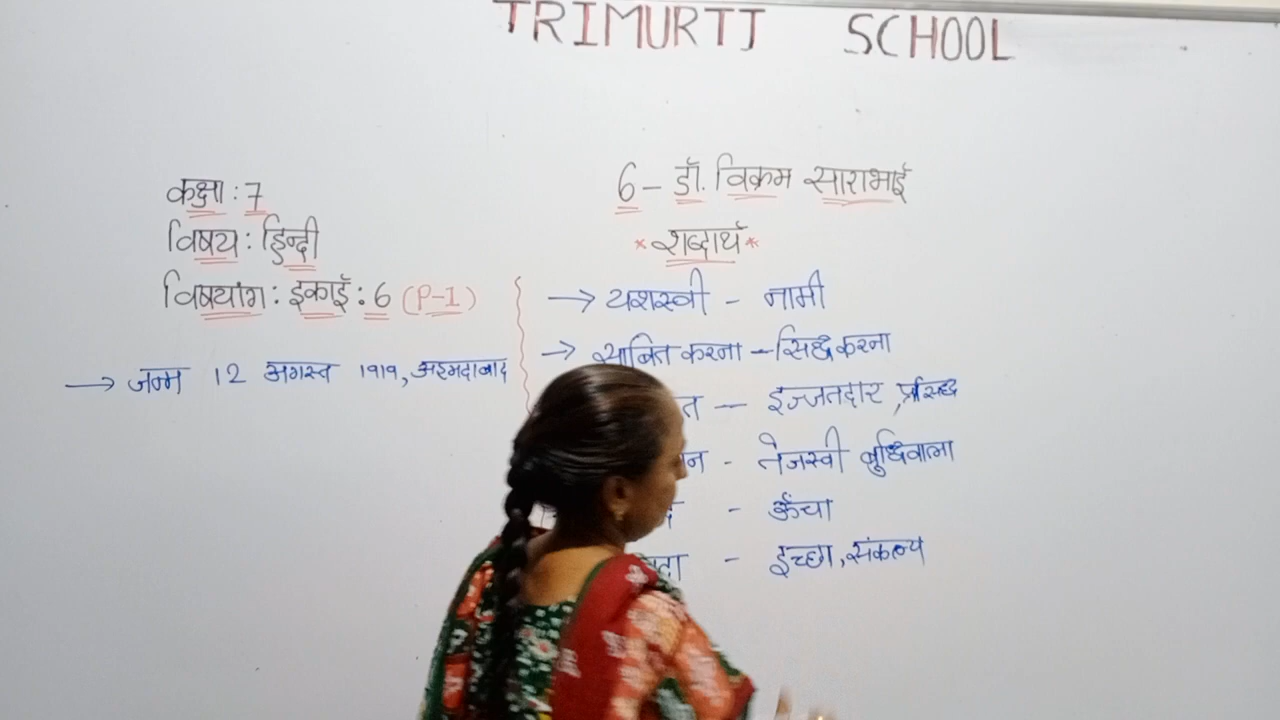 TRIMURTI SCHOOL
कक्षा : 7
विषय : हिन्दी
विषयांग : इकाई : 6 (P-1)
→ जन्म 12 अगस्त १९१९, अहमदाबाद
6 – डॉ. विक्रम साराभाई
* शब्दार्थ *
→ यशस्वी - नामी
→ साबित करना – सिद्ध करना
त – इज्जतदार, प्रसिद्ध
न - तेजस्वी बुद्धिवाला
- ऊँचा
- इच्छा, संकल्प